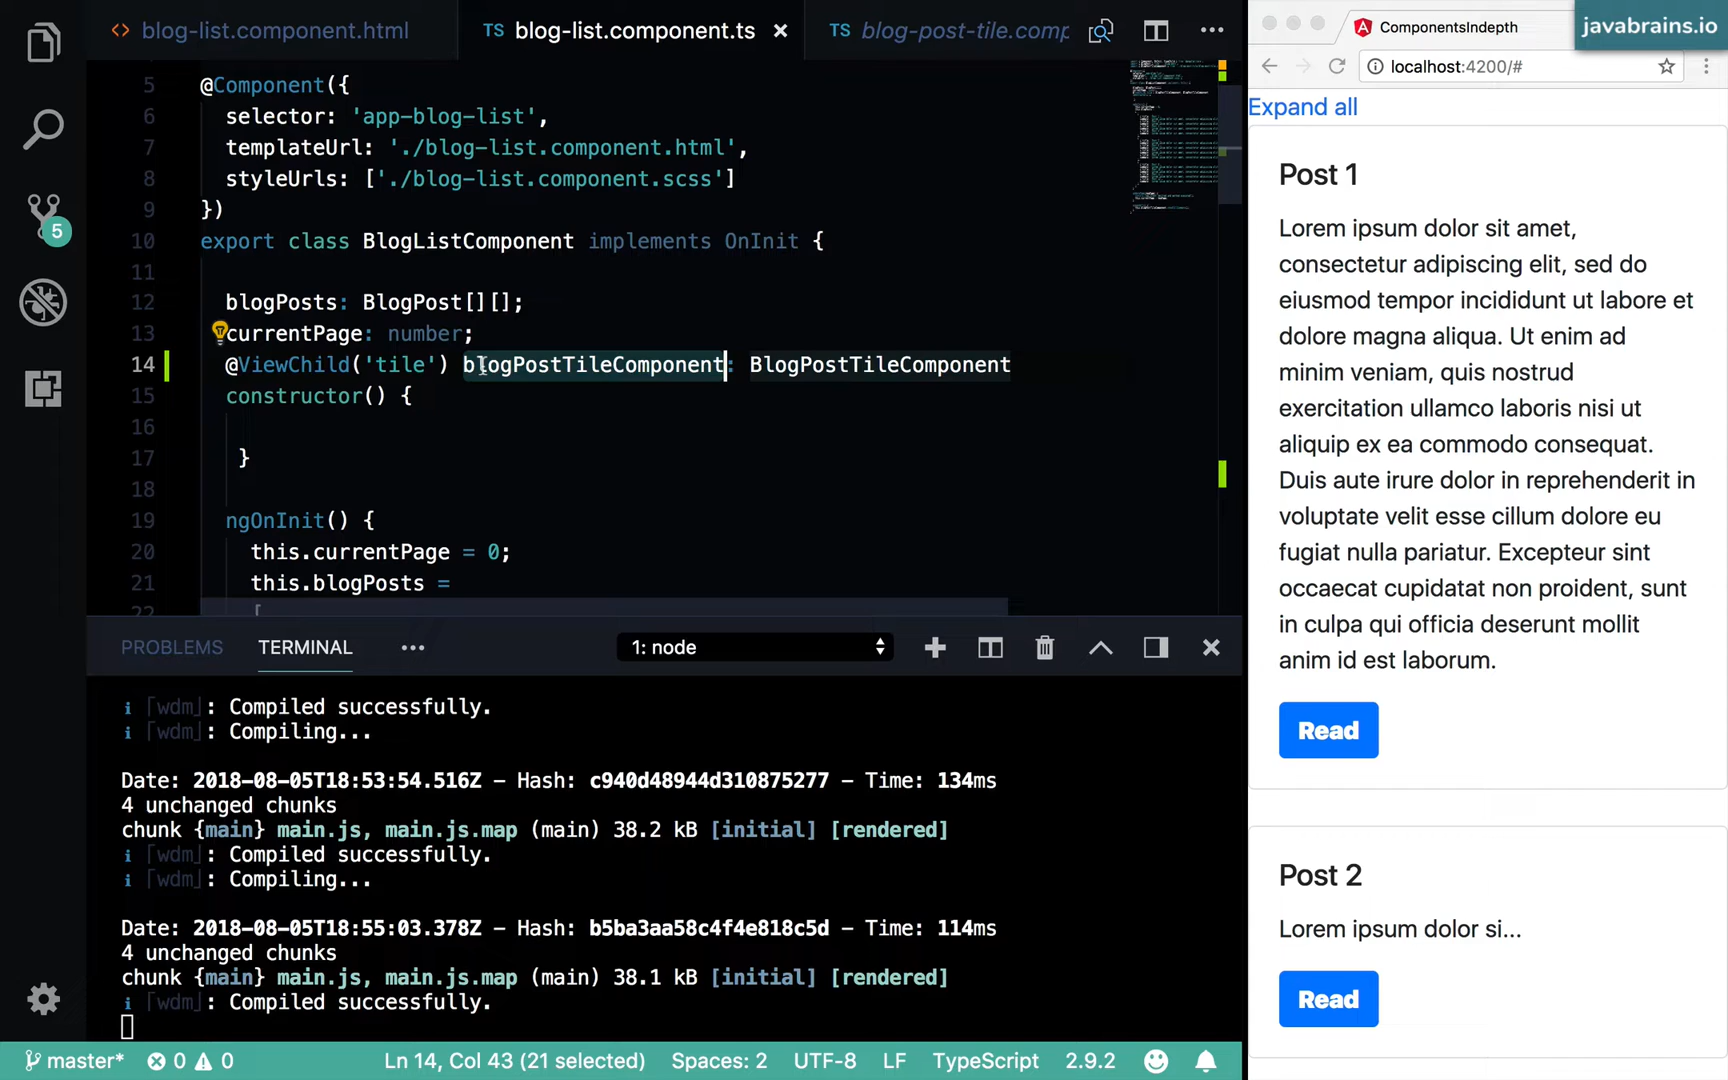 blog-list.component.html
TS blog-list.component.ts
TS blog-post-tile.comp
5 @Component({
6 selector: 'app-blog-list',
7 templateUrl: './blog-list.component.html',
8 styleUrls: ['./blog-list.component.scss']
9 })
10 export class BlogListComponent implements OnInit {
11
12 blogPosts: BlogPost[][];
13 currentPage: number;
14 @ViewChild('tile') blogPostTileComponent: BlogPostTileComponent
15 constructor() {
16
17 }
18
19 ngOnInit() {
20 this.currentPage = 0;
21 this.blogPosts =
22 [
5
PROBLEMS TERMINAL ••• 1: node
i ｢wdm｣: Compiled successfully.
i ｢wdm｣: Compiling...
Date: 2018-08-05T18:53:54.516Z - Hash: c940d48944d310875277 - Time: 134ms
4 unchanged chunks
chunk {main} main.js, main.js.map (main) 38.2 kB [initial] [rendered]
i ｢wdm｣: Compiled successfully.
i ｢wdm｣: Compiling...
Date: 2018-08-05T18:55:03.378Z - Hash: b5ba3aa58c4f4e818c5d - Time: 114ms
4 unchanged chunks
chunk {main} main.js, main.js.map (main) 38.1 kB [initial] [rendered]
i ｢wdm｣: Compiled successfully.
master* 0 0 Ln 14, Col 43 (21 selected) Spaces: 2 UTF-8 LF TypeScript 2.9.2
ComponentsIndepth
javabrains.io
localhost:4200/#
Expand all
Post 1
Lorem ipsum dolor sit amet,
consectetur adipiscing elit, sed do
eiusmod tempor incididunt ut labore et
dolore magna aliqua. Ut enim ad
minim veniam, quis nostrud
exercitation ullamco laboris nisi ut
aliquip ex ea commodo consequat.
Duis aute irure dolor in reprehenderit in
voluptate velit esse cillum dolore eu
fugiat nulla pariatur. Excepteur sint
occaecat cupidatat non proident, sunt
in culpa qui officia deserunt mollit
anim id est laborum.
Read
Post 2
Lorem ipsum dolor si...
Read